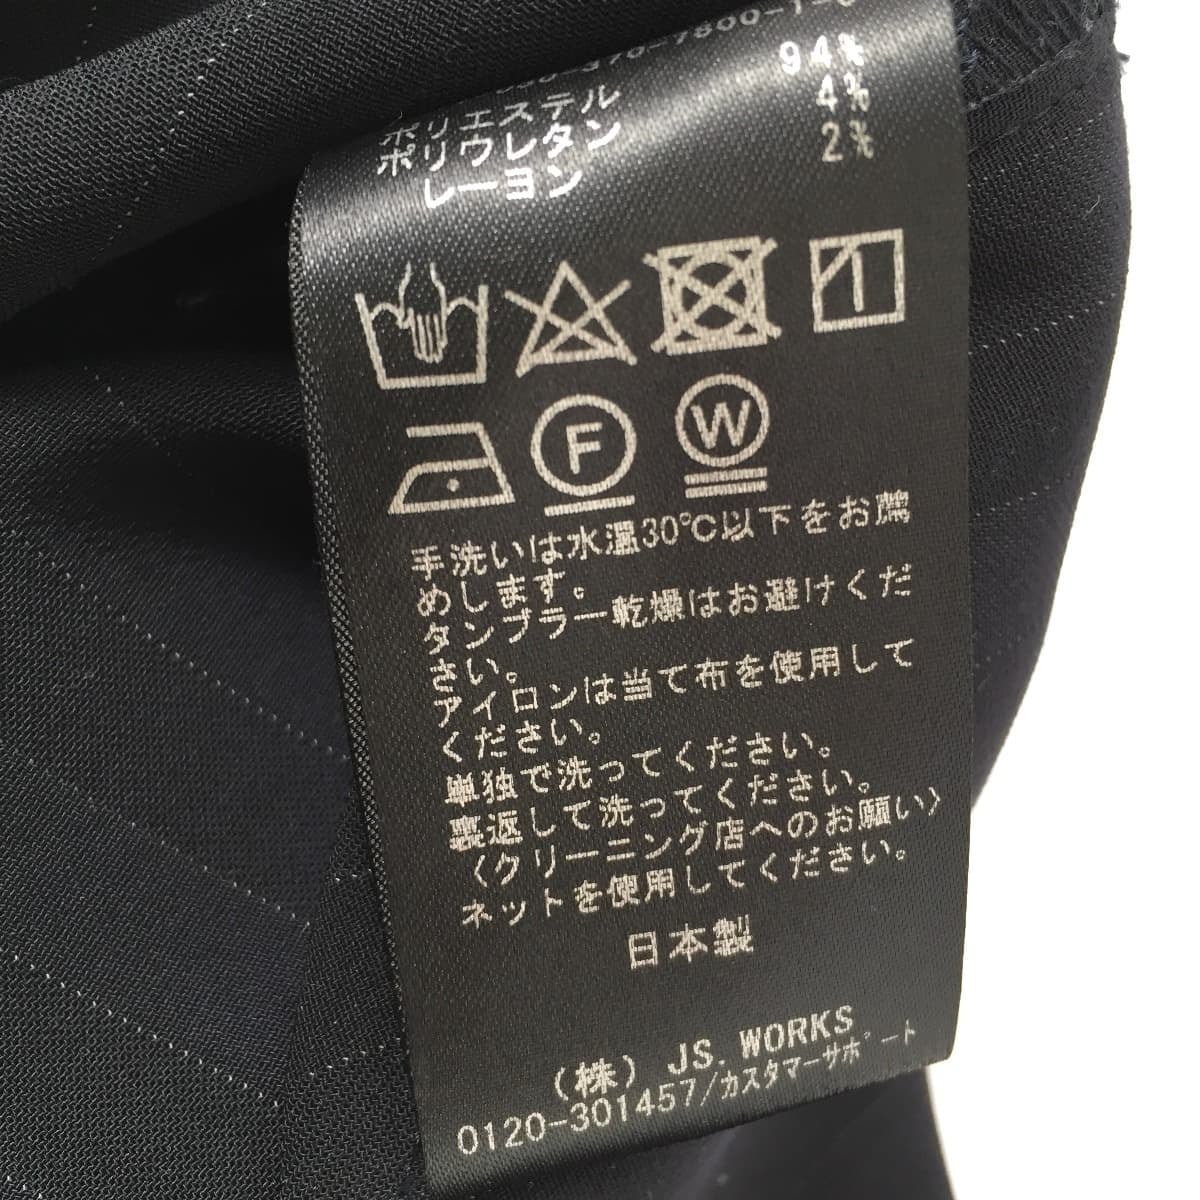 ポリエステル 94%
ポリウレタン 4%
レーヨン 2%
F W
手洗いは水温30℃以下をお薦
めします。
タンブラー乾燥はお避けくだ
さい。
アイロンは当て布を使用して
ください。
単独で洗ってください。
裏返して洗ってください。
〈クリーニング店へのお願い〉
ネットを使用してください。
日本製
(株) JS. WORKS
0120-301457/カスタマーサポート